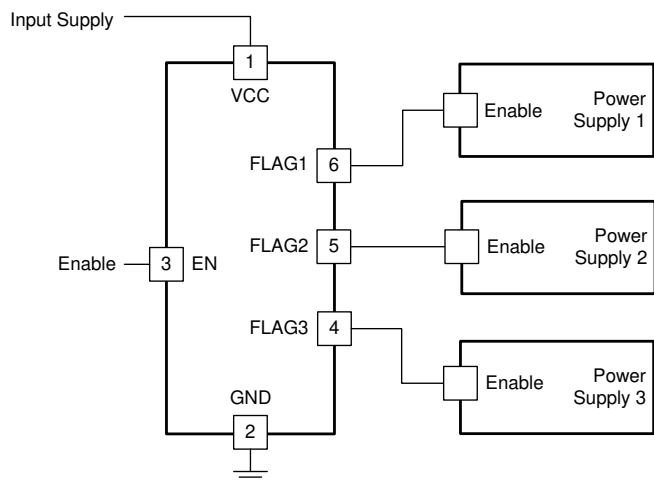 Input Supply
1
VCC
Enable
Power
Supply 1
FLAG1
6
FLAG2
5
Enable
Power
Supply 2
Enable
3
EN
FLAG3
4
Enable
Power
Supply 3
GND
2